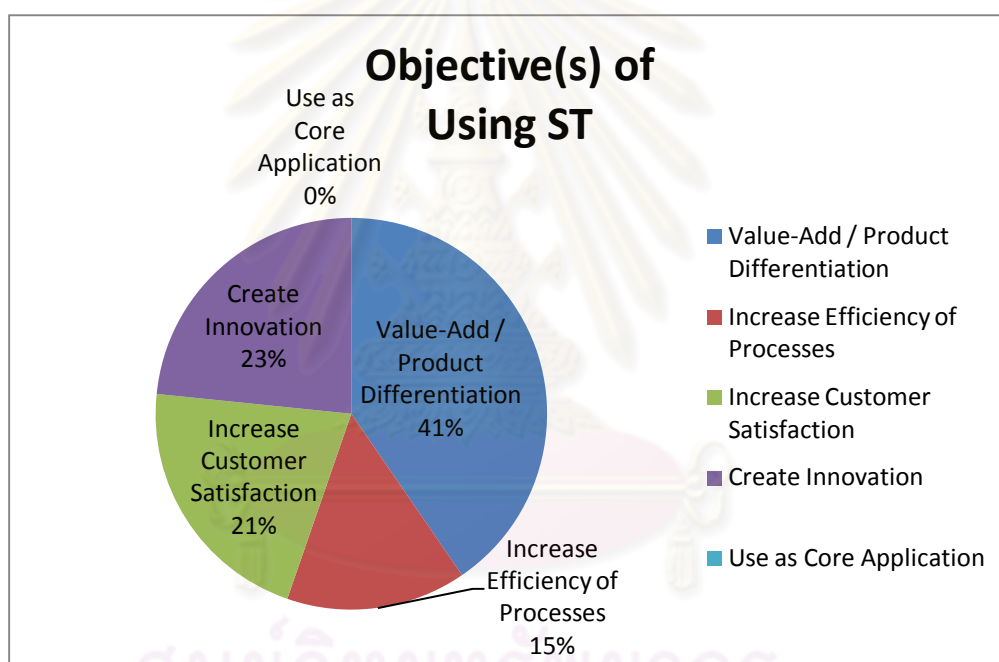 Objective(s) of
Using ST
Use as
Core
Application
0%
Create
Innovation
23%
Value-Add /
Product
Differentiation
41%
Increase
Customer
Satisfaction
21%
Increase
Efficiency of
Processes
15%
Value-Add / Product
Differentiation
Increase Efficiency of
Processes
Increase Customer
Satisfaction
Create Innovation
Use as Core Application